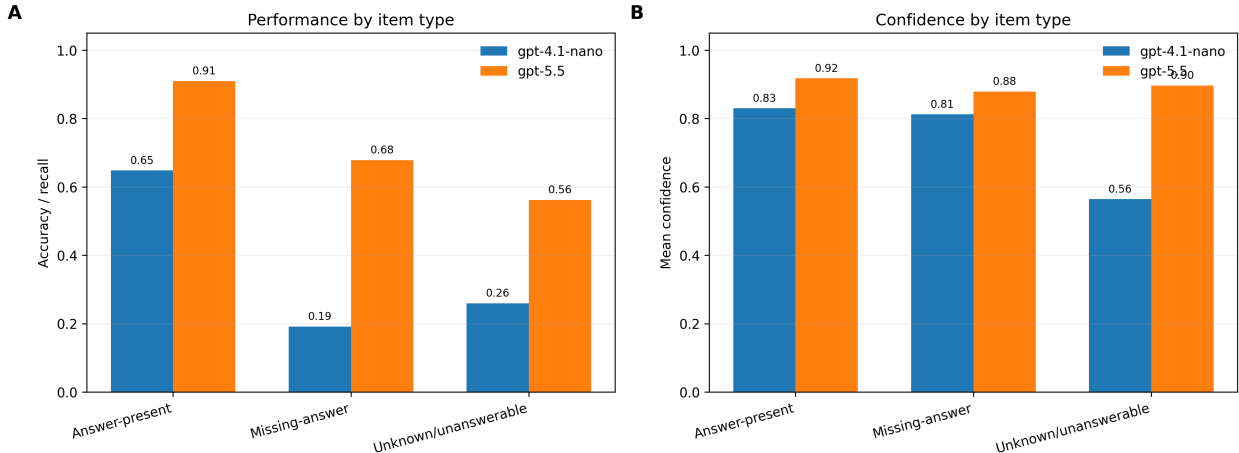 A
Performance by item type
Accuracy / recall
1.0
0.8
0.6
0.4
0.2
0.0
gpt-4.1-nano
gpt-5.5
0.65
0.91
0.19
0.68
0.26
0.56
Answer-present
Missing-answer
Unknown/unanswerable
B
Confidence by item type
Mean confidence
1.0
0.8
0.6
0.4
0.2
0.0
gpt-4.1-nano
gpt-5.5
0.83
0.92
0.81
0.88
0.56
0.90
Answer-present
Missing-answer
Unknown/unanswerable